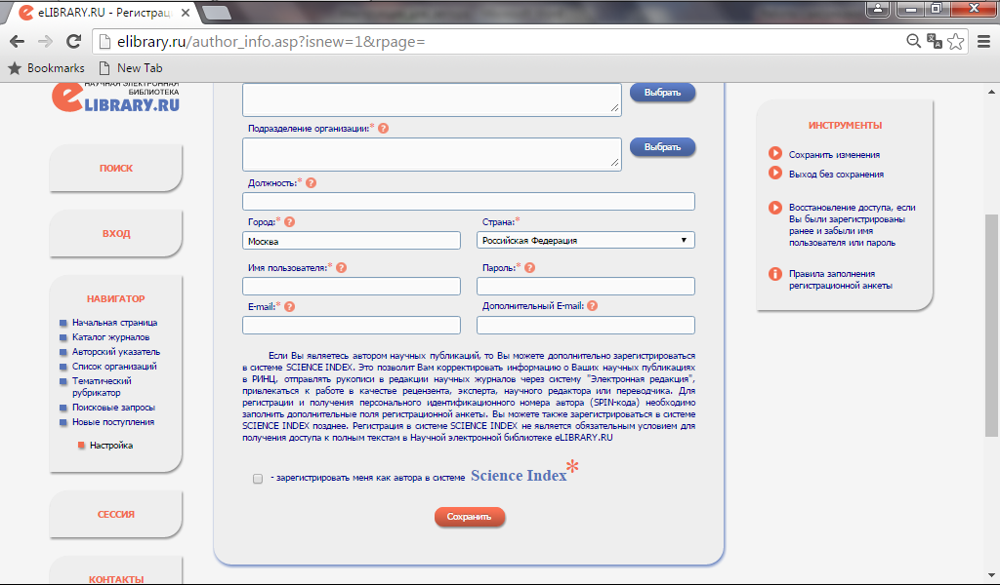 eLIBRARY.RU - Регистраци
elibrary.ru/author_info.asp?isnew=1&rpage=
Bookmarks
New Tab
НАУЧНАЯ ЭЛЕКТРОННАЯ
БИБЛИОТЕКА
eLIBRARY.RU
ПОИСК
ВХОД
НАВИГАТОР
Начальная страница
Каталог журналов
Авторский указатель
Список организаций
Тематический
рубрикатор
Поисковые запросы
Новые поступления
Настройка
СЕССИЯ
КОНТАКТЫ
Выбрать
Подразделение организации:* ?
Выбрать
Должность:* ?
Город:* ?
Страна:*
Москва
Российская Федерация
Имя пользователя:* ?
Пароль:* ?
E-mail:* ?
Дополнительный E-mail: ?
Если Вы являетесь автором научных публикаций, то Вы можете дополнительно зарегистрироваться
в системе SCIENCE INDEX. Это позволит Вам корректировать информацию о Ваших научных публикациях
в РИНЦ, отправлять рукописи в редакции научных журналов через систему "Электронная редакция",
привлекаться к работе в качестве рецензента, эксперта, научного редактора или переводчика. Для
регистрации и получения персонального идентификационного номера автора (SPIN-кода) необходимо
заполнить дополнительные поля регистрационной анкеты. Вы можете также зарегистрироваться в системе
SCIENCE INDEX позднее. Регистрация в системе SCIENCE INDEX не является обязательным условием для
получения доступа к полным текстам в Научной электронной библиотеке eLIBRARY.RU
- зарегистрировать меня как автора в системе Science Index*
Сохранить
ИНСТРУМЕНТЫ
Сохранить изменения
Выход без сохранения
Восстановление доступа, если
Вы были зарегистрированы
ранее и забыли имя
пользователя или пароль
Правила заполнения
регистрационной анкеты